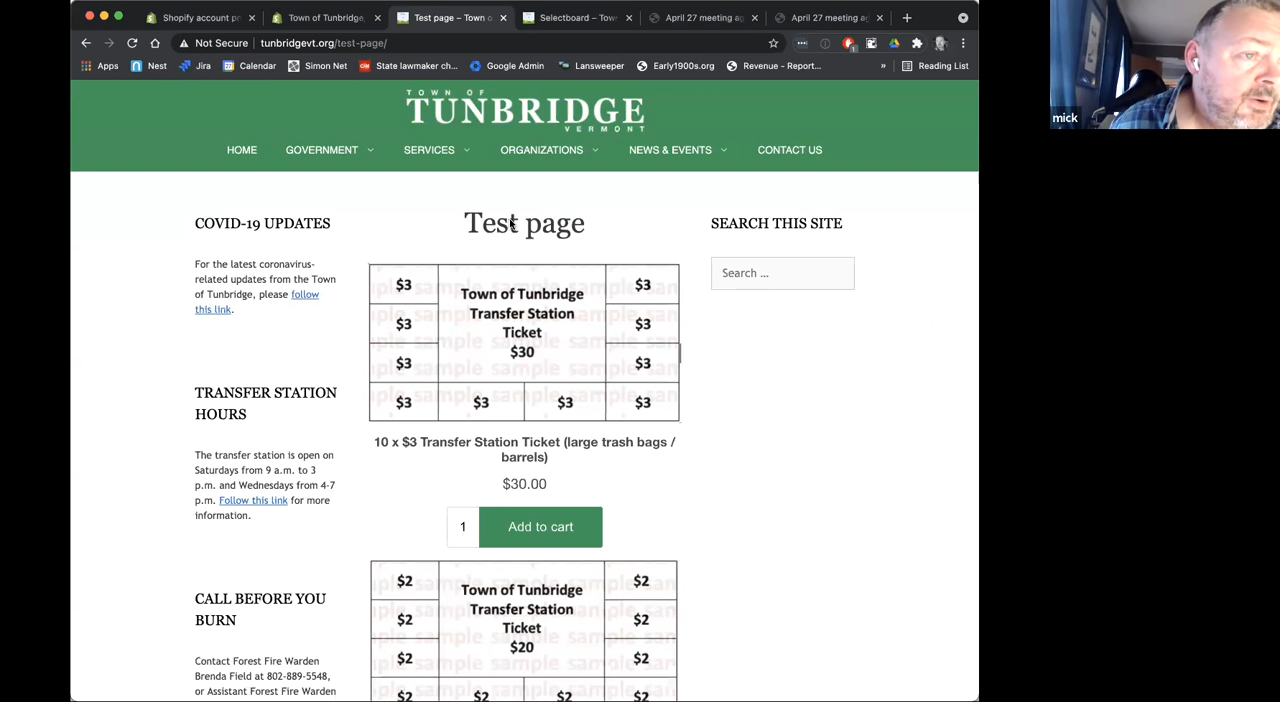 Shopify account pr
Town of Tunbridge,
Test page – Town o
Selectboard – Tow
April 27 meeting ag
April 27 meeting ag
Not Secure
tunbridgevt.org/test-page/
Apps
Nest
Jira
Calendar
Simon Net
State lawmaker ch...
Google Admin
Lansweeper
Early1900s.org
Revenue - Report...
»
Reading List
mick
TOWN OF
TUNBRIDGE
VERMONT
HOME
GOVERNMENT
SERVICES
ORGANIZATIONS
NEWS & EVENTS
CONTACT US
COVID-19 UPDATES
For the latest coronavirus-
related updates from the Town
of Tunbridge, please follow
this link.
TRANSFER STATION
HOURS
The transfer station is open on
Saturdays from 9 a.m. to 3
p.m. and Wednesdays from 4-7
p.m. Follow this link for more
information.
CALL BEFORE YOU
BURN
Contact Forest Fire Warden
Brenda Field at 802-889-5548,
or Assistant Forest Fire Warden
Test page
$3
$3
$3
$3
Town of Tunbridge
Transfer Station
Ticket
$30
$3
$3
$3
$3
$3
$3
10 x $3 Transfer Station Ticket (large trash bags /
barrels)
$30.00
1
Add to cart
$2
$2
$2
$2
Town of Tunbridge
Transfer Station
Ticket
$20
$2
$2
$2
$2
$2
$2
SEARCH THIS SITE
Search ...